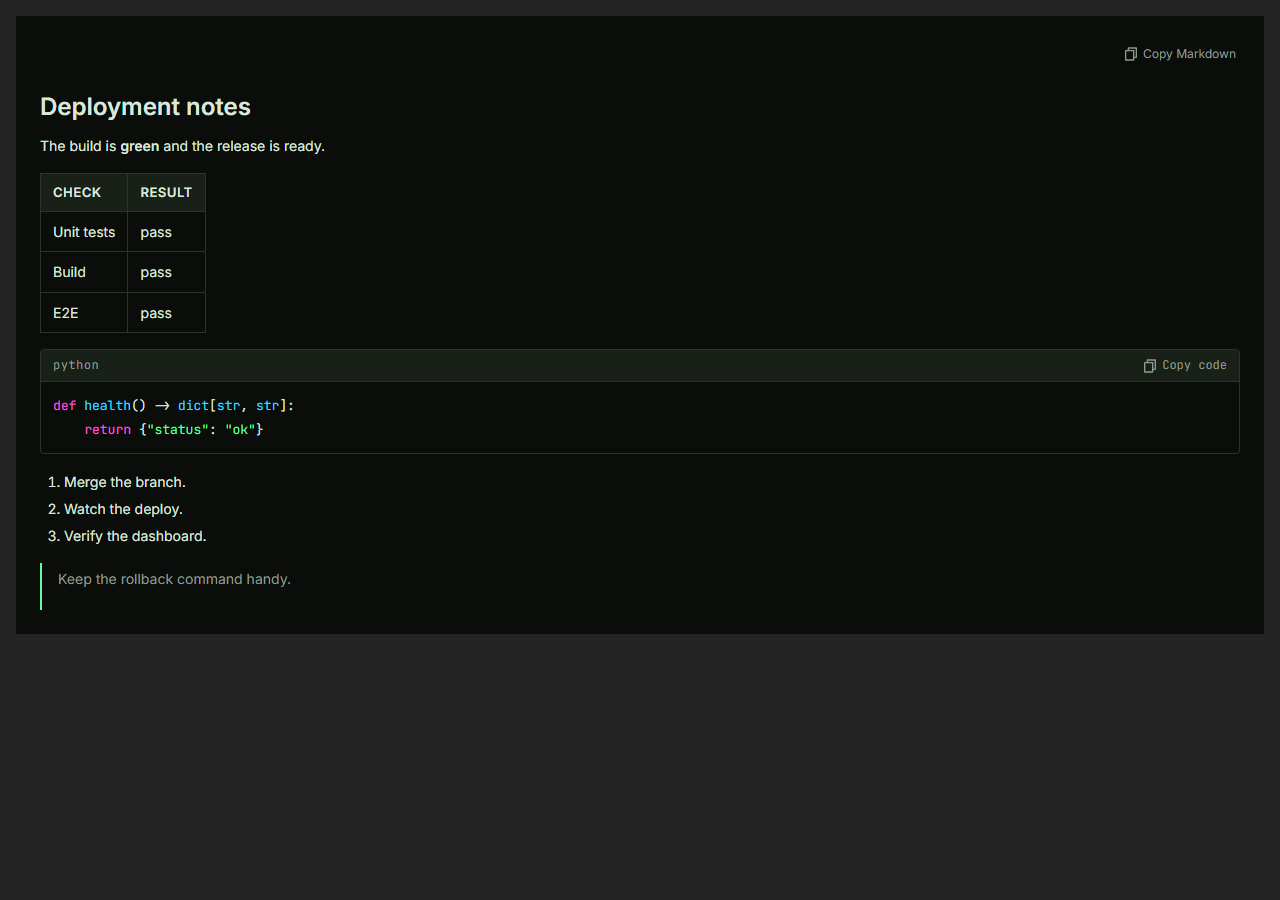 Copy Markdown
Deployment notes
The build is green and the release is ready.
CHECK RESULT
Unit tests pass
Build pass
E2E pass
python Copy code
def health() -> dict[str, str]:
    return {"status": "ok"}
1. Merge the branch.
2. Watch the deploy.
3. Verify the dashboard.
Keep the rollback command handy.